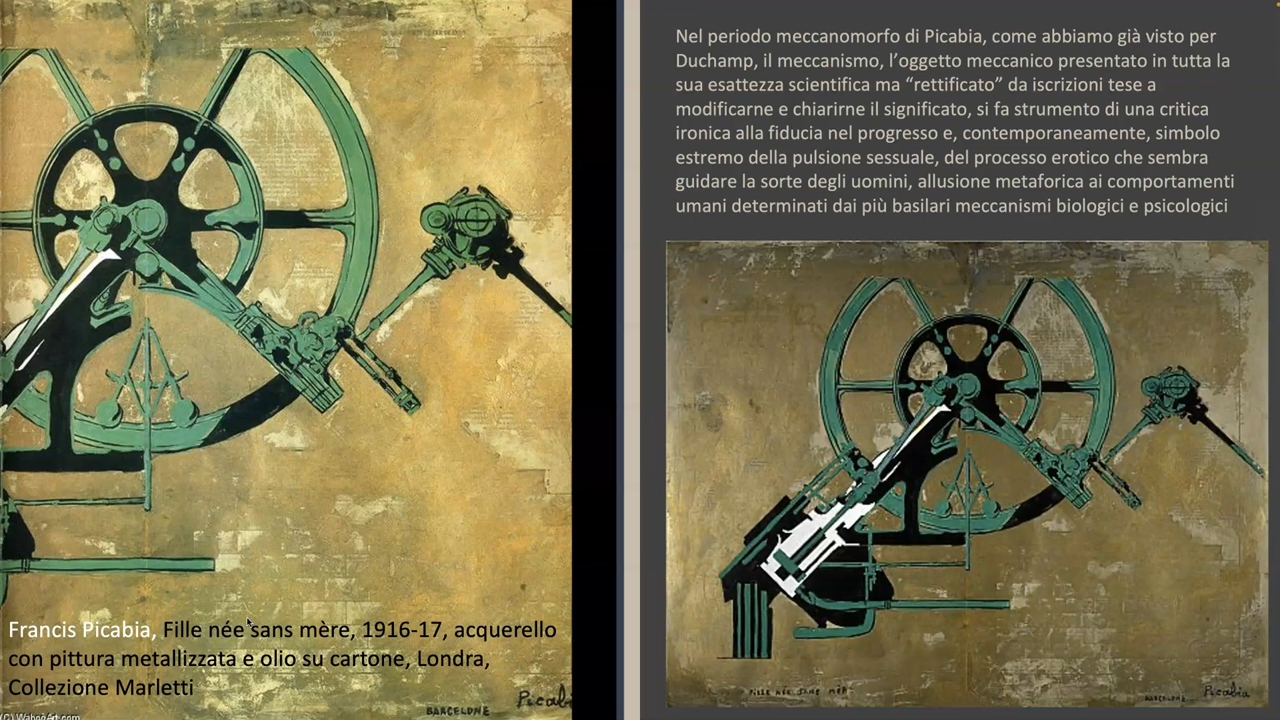 Francis Picabia, Fille née sans mère, 1916-17, acquerello
con pittura metallizzata e olio su cartone, Londra,
Collezione Marletti
BARCELONE
Picabi
(C) WahooArt.com
Nel periodo meccanomorfo di Picabia, come abbiamo già visto per
Duchamp, il meccanismo, l’oggetto meccanico presentato in tutta la
sua esattezza scientifica ma “rettificato” da iscrizioni tese a
modificarne e chiarirne il significato, si fa strumento di una critica
ironica alla fiducia nel progresso e, contemporaneamente, simbolo
estremo della pulsione sessuale, del processo erotico che sembra
guidare la sorte degli uomini, allusione metaforica ai comportamenti
umani determinati dai più basilari meccanismi biologici e psicologici
FILLE NÉE SANS MÈR
BARCELONE
Picabia